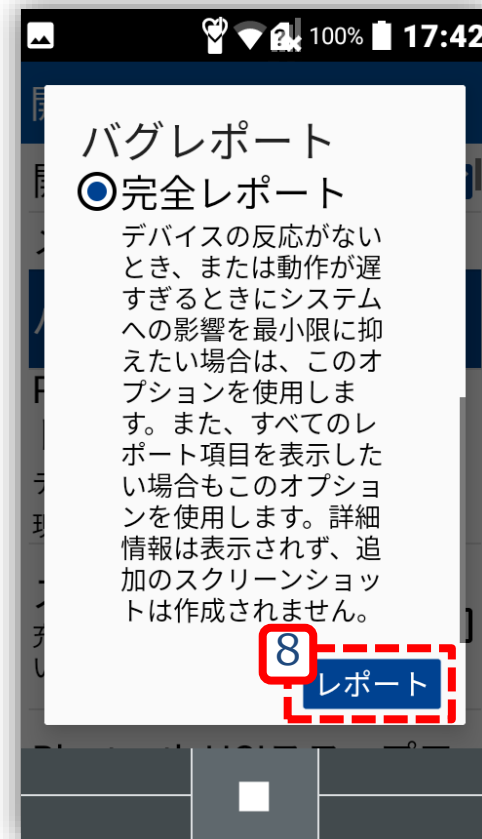 100% 17:42
バグレポート
完全レポート
デバイスの反応がない
とき、または動作が遅
すぎるときにシステム
への影響を最小限に抑
えたい場合は、このオ
プションを使用しま
す。また、すべてのレ
ポート項目を表示した
い場合もこのオプショ
ンを使用します。詳細
情報は表示されず、追
加のスクリーンショッ
トは作成されません。
8
レポート